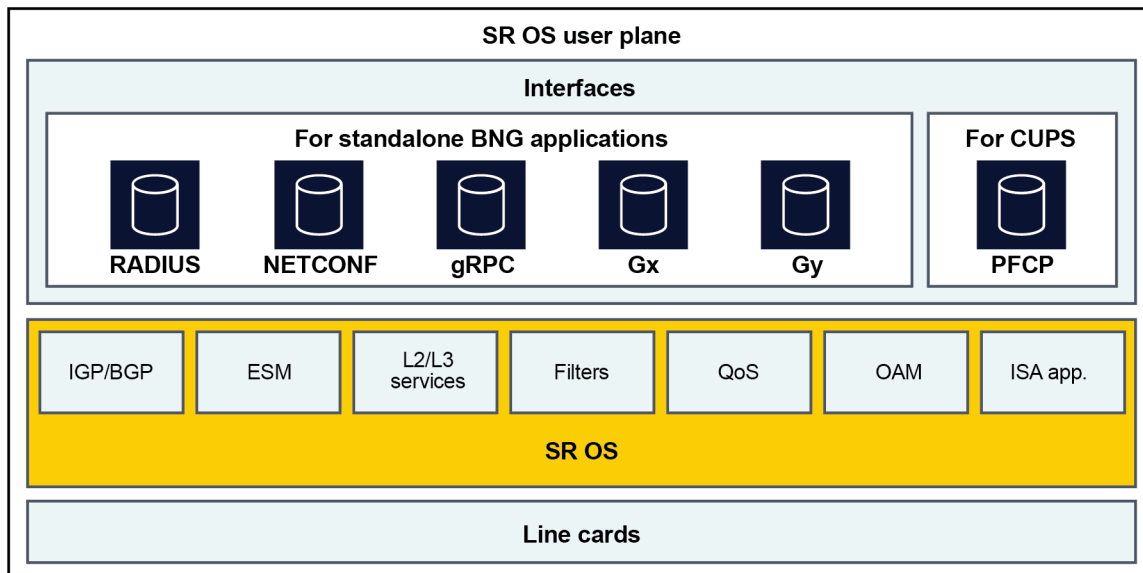 SR OS user plane
Interfaces
For standalone BNG applications
For CUPS
RADIUS
NETCONF
gRPC
Gx
Gy
PFCP
IGP/BGP
ESM
L2/L3
services
Filters
QoS
OAM
ISA app.
SR OS
Line cards